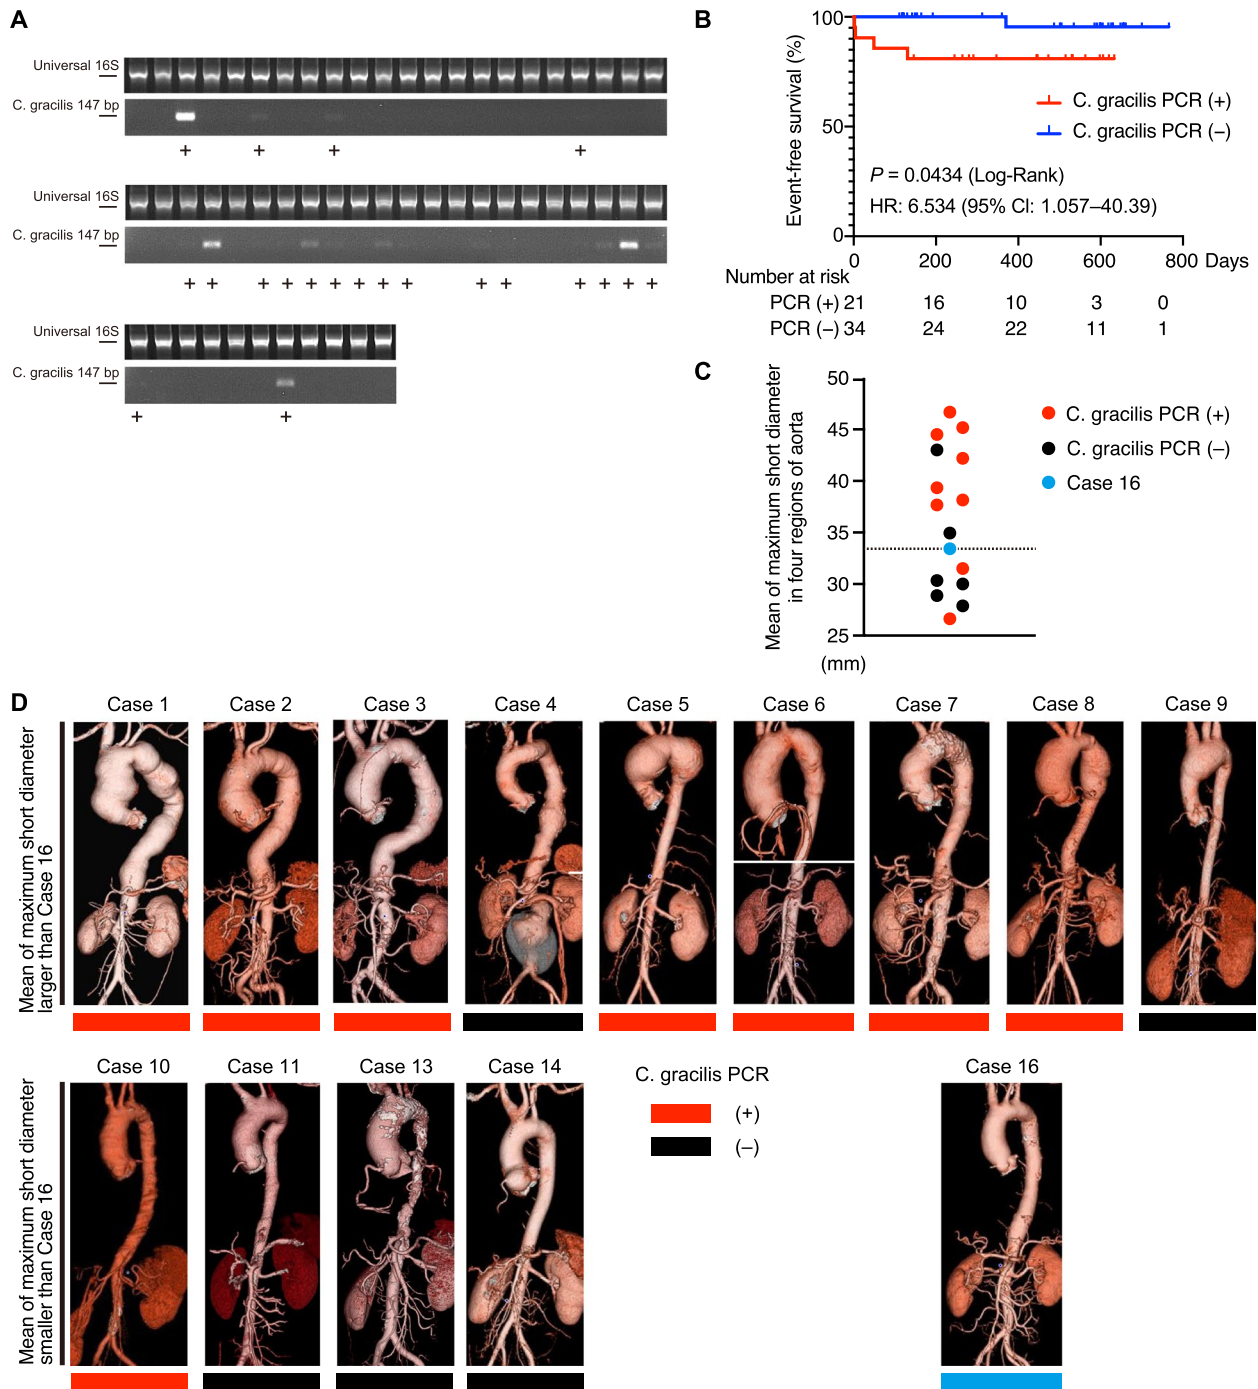 A
Universal 16S
C. gracilis 147 bp
+ + + +
Universal 16S
C. gracilis 147 bp
+ + + + + + + + + + + + + + +
Universal 16S
C. gracilis 147 bp
+ +
B
Event-free survival (%)
100
50
0
C. gracilis PCR (+)
C. gracilis PCR (–)
P = 0.0434 (Log-Rank)
HR: 6.534 (95% CI: 1.057–40.39)
0 200 400 600 800 Days
Number at risk
PCR (+) 21 16 10 3 0
PCR (–) 34 24 22 11 1
C
Mean of maximum short diameter
in four regions of aorta
50
45
40
35
30
25
(mm)
C. gracilis PCR (+)
C. gracilis PCR (–)
Case 16
D
Mean of maximum short diameter
larger than Case 16
Case 1 Case 2 Case 3 Case 4 Case 5 Case 6 Case 7 Case 8 Case 9
Mean of maximum short diameter
smaller than Case 16
Case 10 Case 11 Case 13 Case 14
C. gracilis PCR
(+)
(–)
Case 16